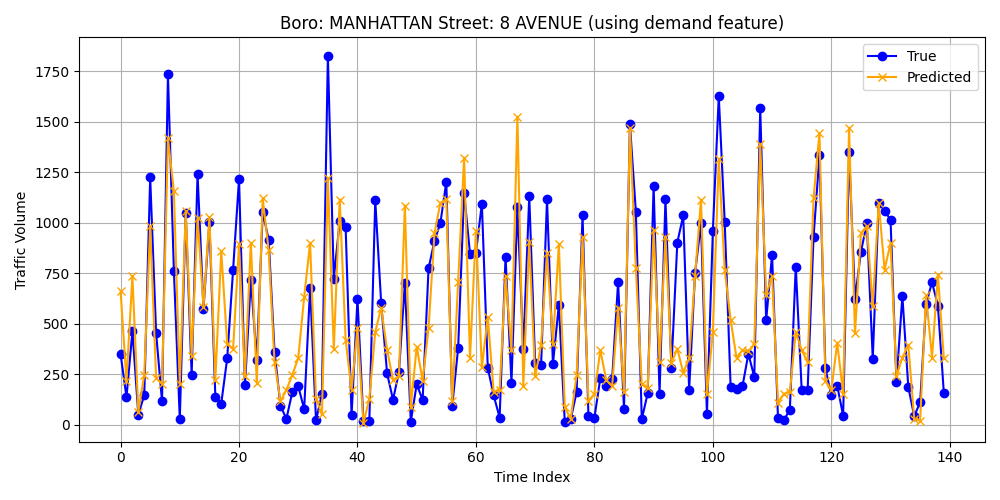 Boro: MANHATTAN Street: 8 AVENUE (using demand feature)
True
Predicted
Traffic Volume
1750
1500
1250
1000
750
500
250
0
0 20 40 60 80 100 120 140
Time Index